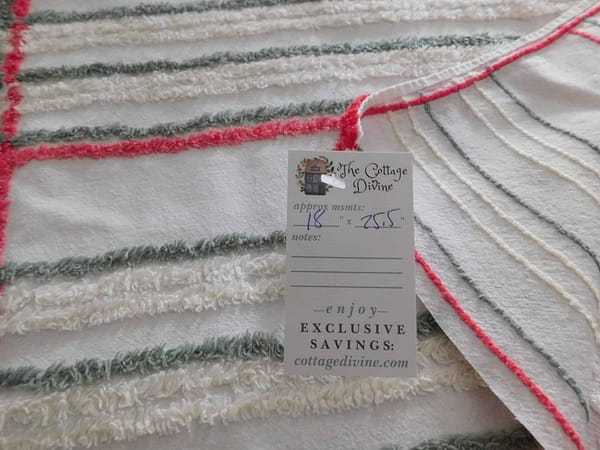 The Cottage
Divine
approx msmts:
18 " x 25.5 "
notes:
—enjoy—
EXCLUSIVE
SAVINGS:
cottagedivine.com